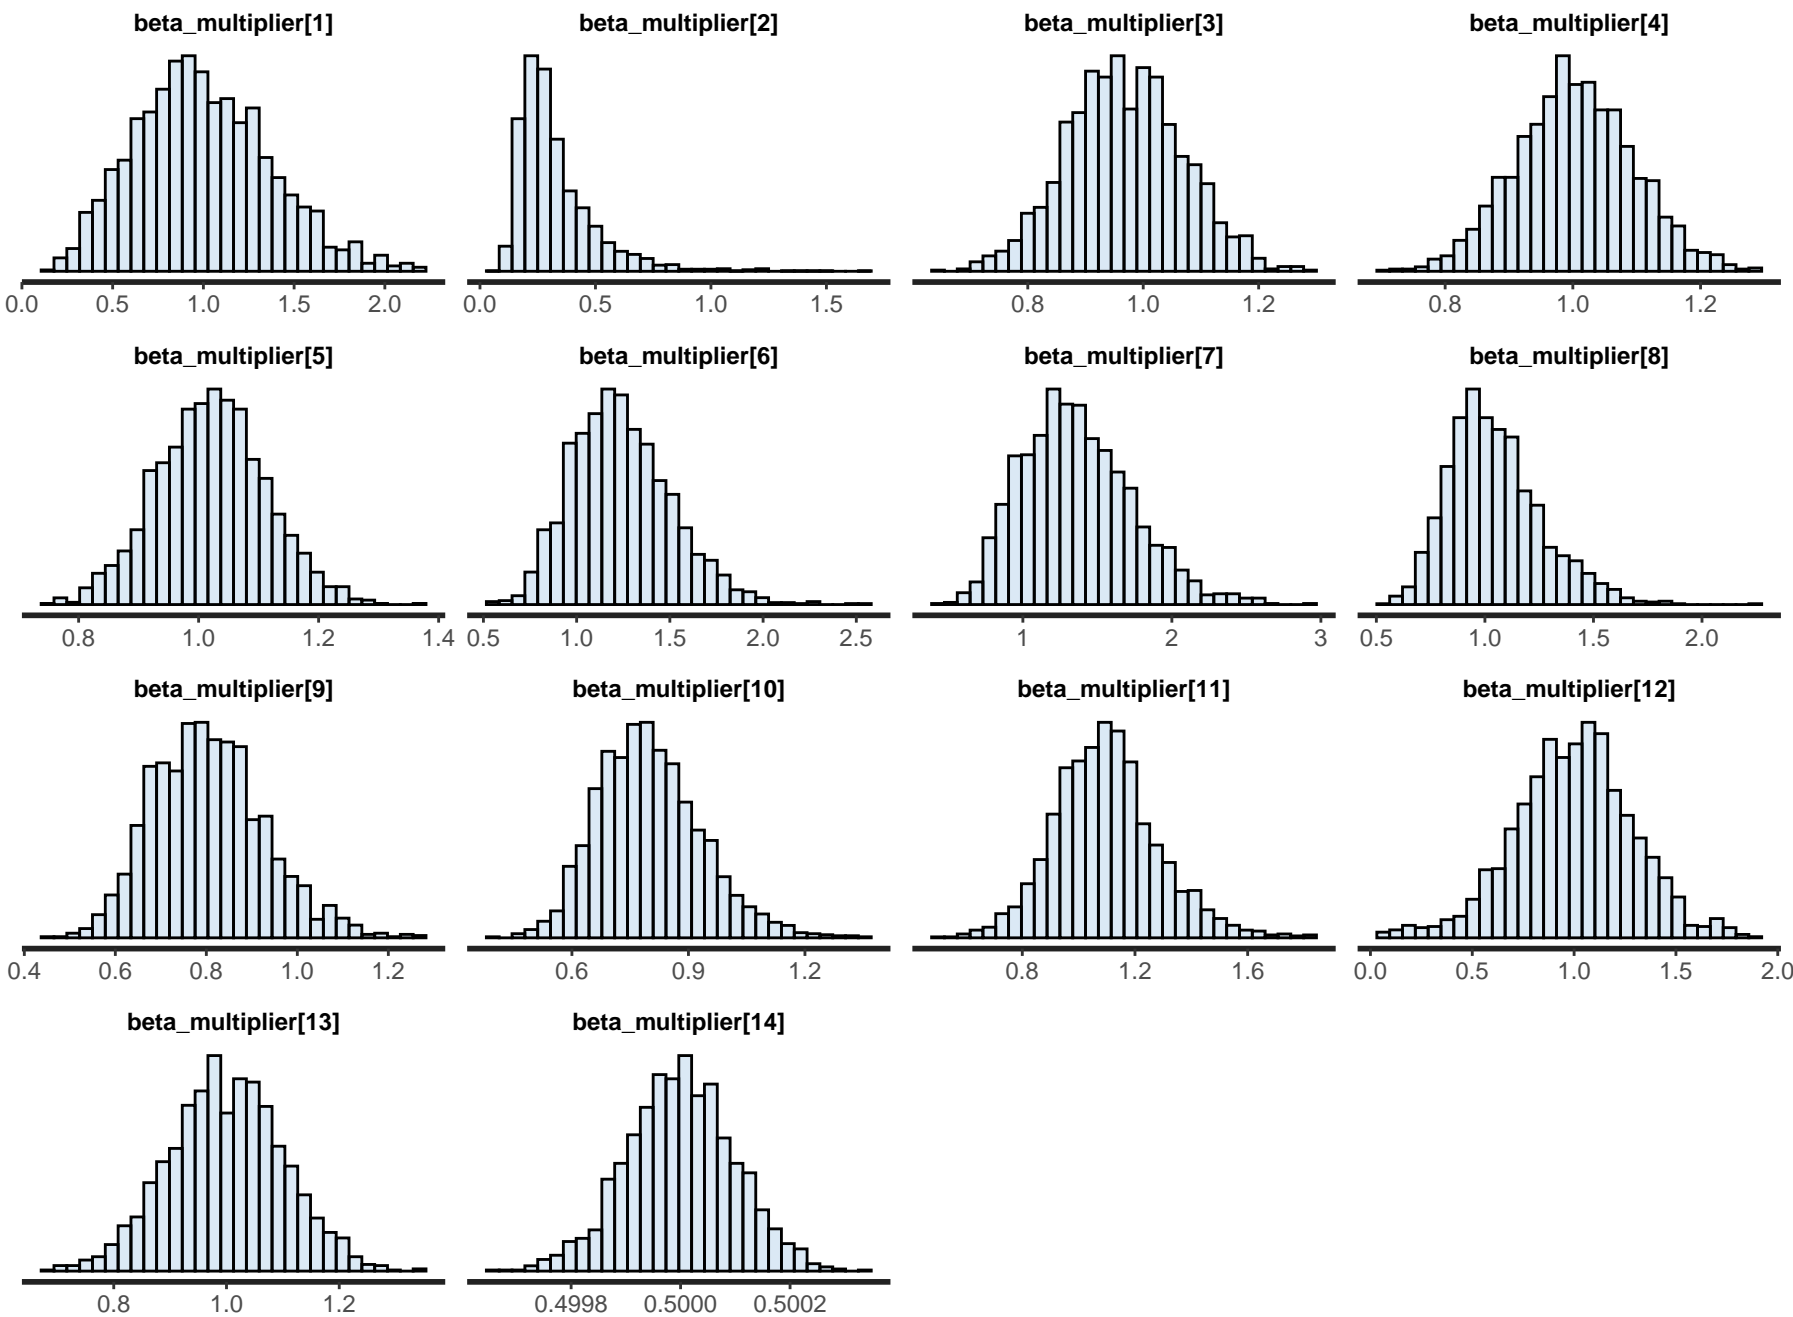 beta_multiplier[1] beta_multiplier[2] beta_multiplier[3] beta_multiplier[4]
0.0 0.5 1.0 1.5 2.0 0.0 0.5 1.0 1.5 0.8 1.0 1.2 0.8 1.0 1.2
beta_multiplier[5] beta_multiplier[6] beta_multiplier[7] beta_multiplier[8]
0.8 1.0 1.2 1.4 0.5 1.0 1.5 2.0 2.5 1 2 3 0.5 1.0 1.5 2.0
beta_multiplier[9] beta_multiplier[10] beta_multiplier[11] beta_multiplier[12]
0.4 0.6 0.8 1.0 1.2 0.6 0.9 1.2 0.8 1.2 1.6 0.0 0.5 1.0 1.5 2.0
beta_multiplier[13] beta_multiplier[14]
0.8 1.0 1.2 0.4998 0.5000 0.5002